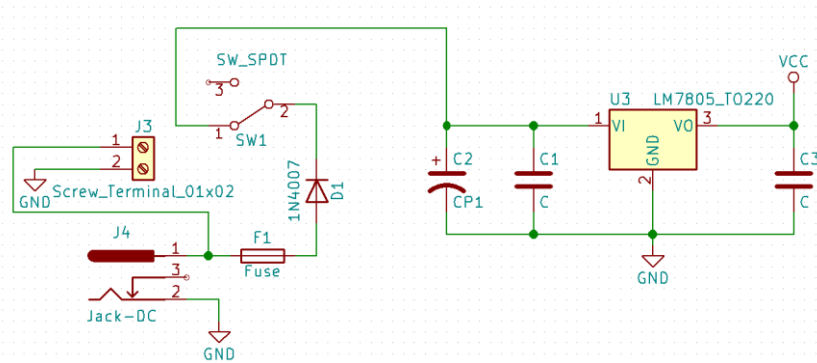 SW_SPDT
3
2
1
SW1
J3
1
2
GND
Screw_Terminal_01x02
1N4007
D1
J4
1
3
2
Jack-DC
F1
Fuse
GND
+
C2
CP1
C1
C
U3
LM7805_TO220
1
VI
VO
3
GND
2
GND
VCC
C3
C